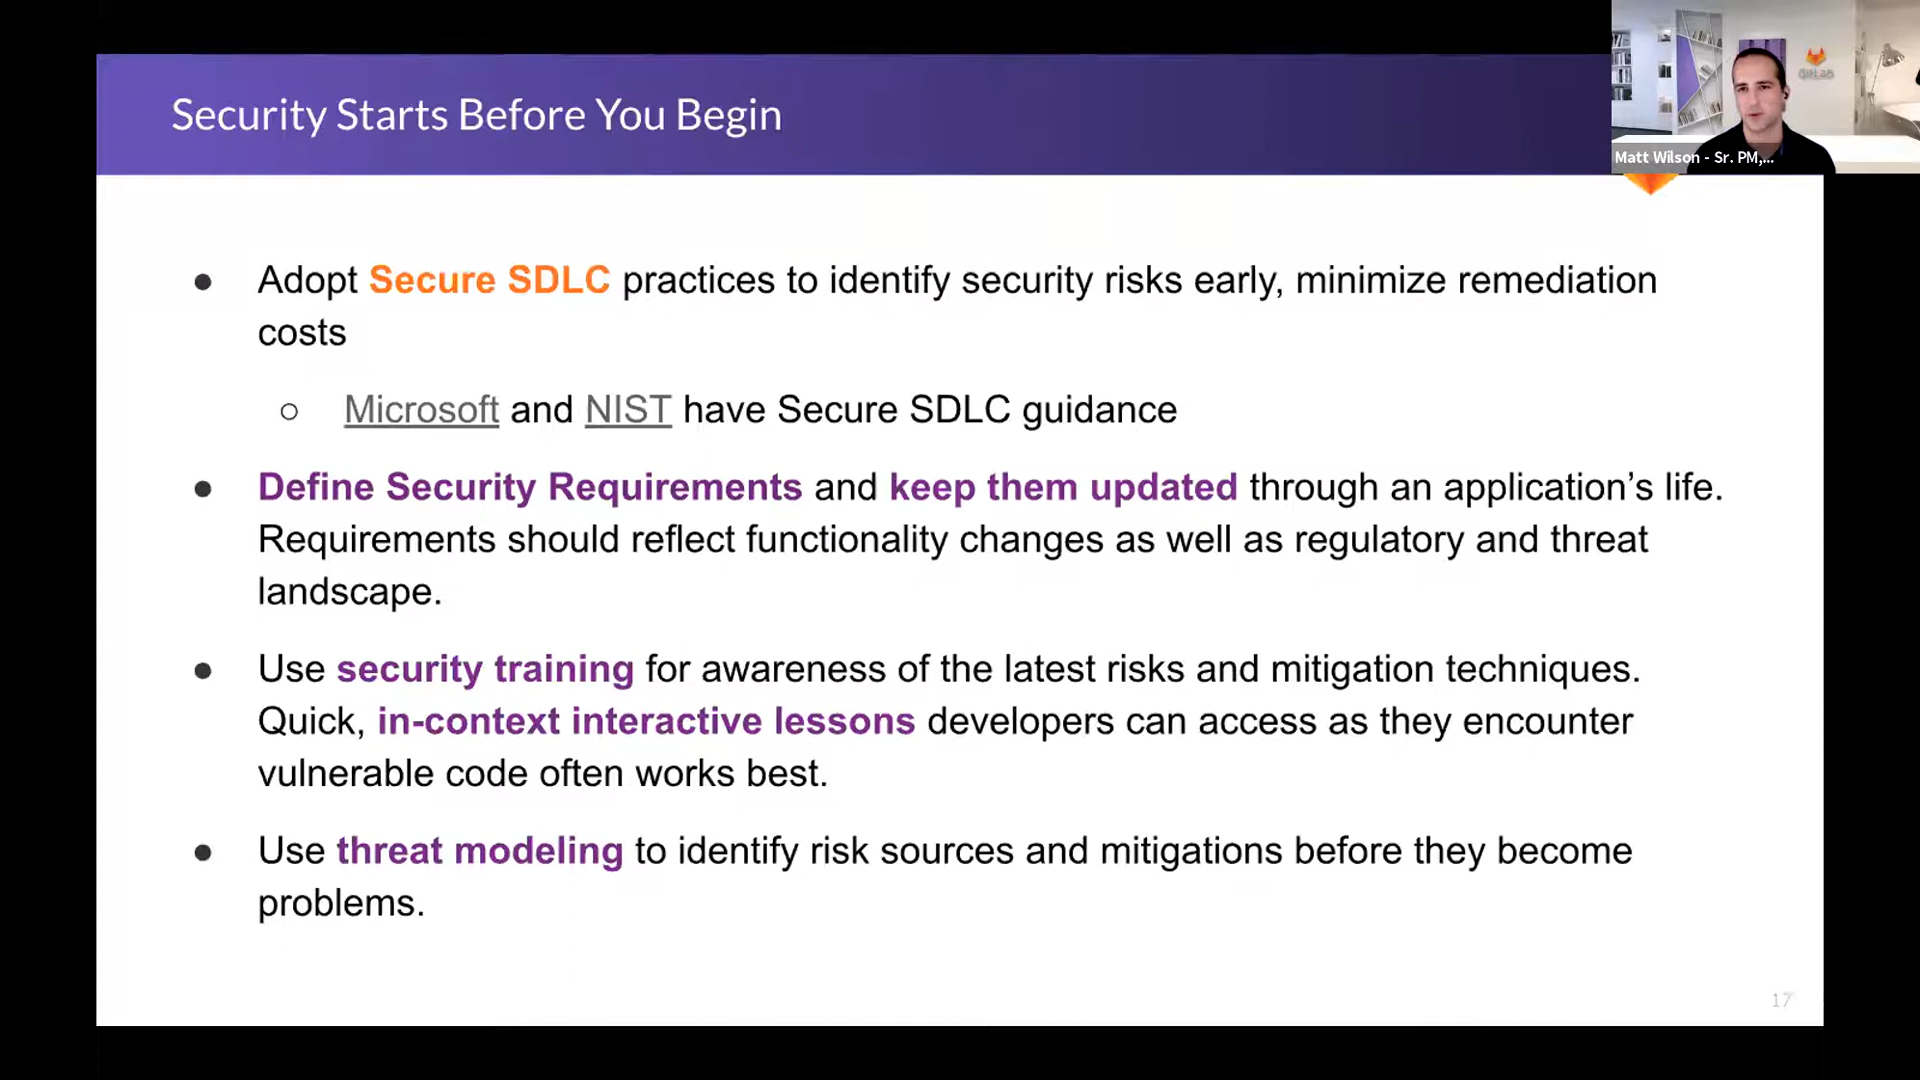 Security Starts Before You Begin
GitLab
Matt Wilson - Sr. PM,...
● Adopt Secure SDLC practices to identify security risks early, minimize remediation
costs
○ Microsoft and NIST have Secure SDLC guidance
● Define Security Requirements and keep them updated through an application’s life.
Requirements should reflect functionality changes as well as regulatory and threat
landscape.
● Use security training for awareness of the latest risks and mitigation techniques.
Quick, in-context interactive lessons developers can access as they encounter
vulnerable code often works best.
● Use threat modeling to identify risk sources and mitigations before they become
problems.
17